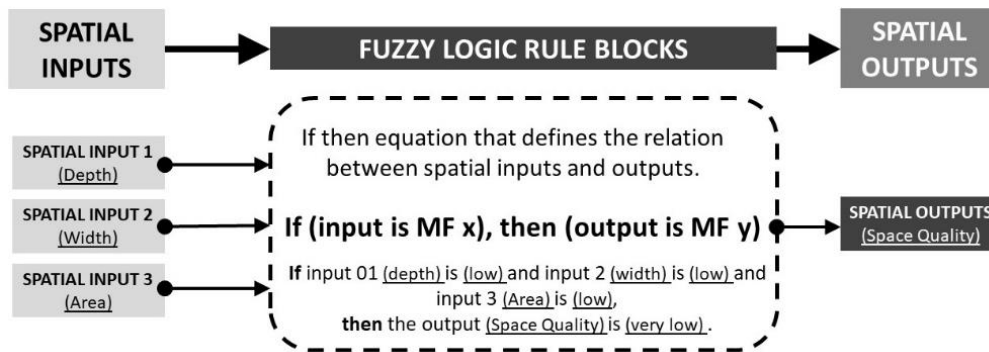 SPATIAL
INPUTS
FUZZY LOGIC RULE BLOCKS
SPATIAL
OUTPUTS
SPATIAL INPUT 1
(Depth)
SPATIAL INPUT 2
(Width)
SPATIAL INPUT 3
(Area)
If then equation that defines the relation
between spatial inputs and outputs.
If (input is MF x), then (output is MF y)
If input 01 (depth) is (low) and input 2 (width) is (low) and
input 3 (Area) is (low),
then the output (Space Quality) is (very low) .
SPATIAL OUTPUTS
(Space Quality)